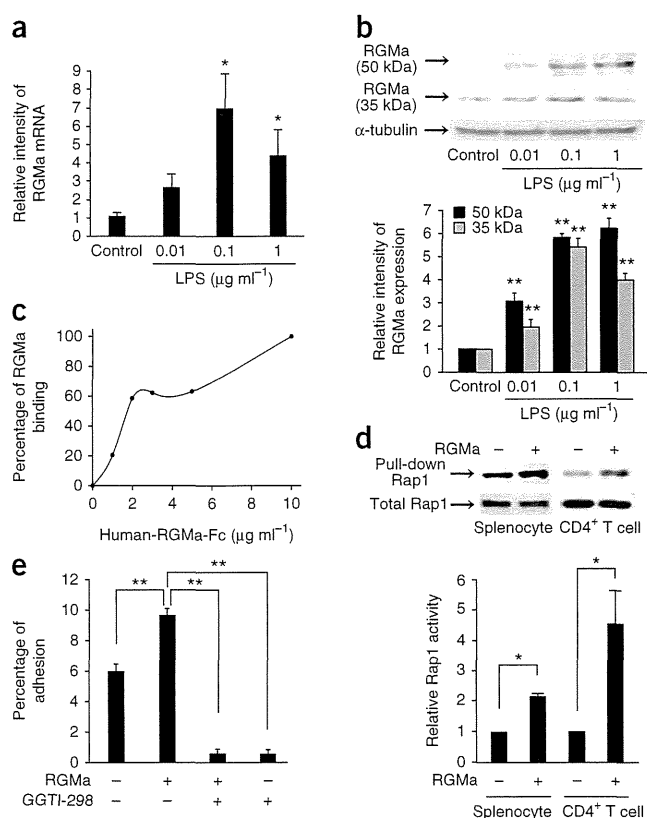 a
Relative intensity of
RGMa mRNA
9
8
7
6
5
4
3
2
1
0
*
*
Control
0.01
0.1
1
LPS (µg ml⁻¹)
b
RGMa
(50 kDa)
RGMa
(35 kDa)
α-tubulin
Control
0.01
0.1
1
LPS (µg ml⁻¹)
Relative intensity of
RGMa expression
7
6
5
4
3
2
1
0
50 kDa
35 kDa
**
**
**
**
**
**
Control
0.01
0.1
1
LPS (µg ml⁻¹)
c
Percentage of RGMa
binding
100
80
60
40
20
0
0
2
4
6
8
10
Human-RGMa-Fc (µg ml⁻¹)
d
RGMa
–
+
–
+
Pull-down
Rap1
Total Rap1
Splenocyte
CD4⁺ T cell
Relative Rap1 activity
6
5
4
2
1
0
*
*
RGMa
–
+
–
+
Splenocyte
CD4⁺ T cell
e
Percentage of
adhesion
12
10
8
6
4
2
0
**
**
**
RGMa
–
+
+
–
GGTI-298
–
–
+
+